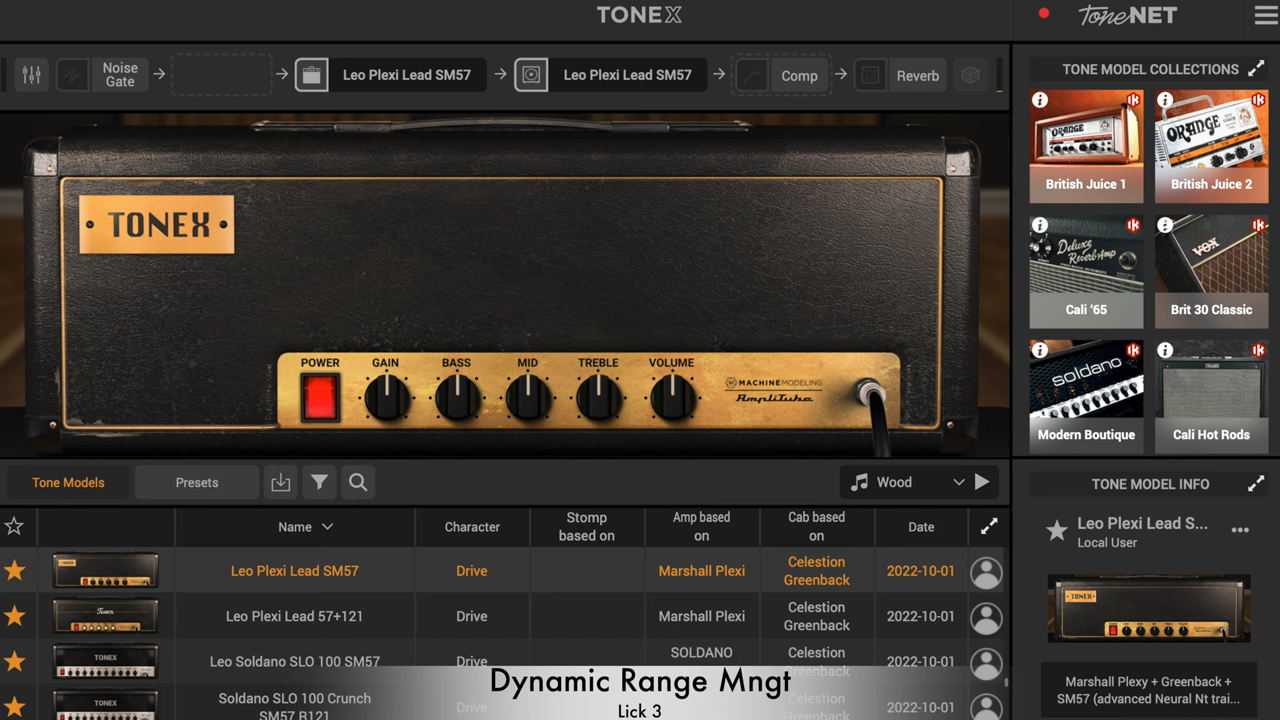 TONEX
ToneNET
Noise
Gate
Leo Plexi Lead SM57
Leo Plexi Lead SM57
Comp
Reverb
TONE MODEL COLLECTIONS
ORANGE
British Juice 1
ORANGE
British Juice 2
Deluxe
Reverb-Amp
Cali '65
VOX
Brit 30 Classic
soldano
Modern Boutique
Cali Hot Rods
TONEX
POWER
GAIN
BASS
MID
TREBLE
VOLUME
MACHINE MODELING
AmpliTube
Tone Models
Presets
Wood
TONE MODEL INFO
Leo Plexi Lead S...
Local User
TONEX
Marshall Plexy + Greenback +
SM57 (advanced Neural Nt trai...
Name
Character
Stomp
based on
Amp based
on
Cab based
on
Date
Leo Plexi Lead SM57
Drive
Marshall Plexi
Celestion
Greenback
2022-10-01
Leo Plexi Lead 57+121
Drive
Marshall Plexi
Celestion
Greenback
2022-10-01
TONEX
Leo Soldano SLO 100 SM57
Drive
SOLDANO
Celestion
Greenback
2022-10-01
TONEX
Soldano SLO 100 Crunch
SM57 R121
Drive
Celestion
Greenback
2022-10-01
Dynamic Range Mngt
Lick 3